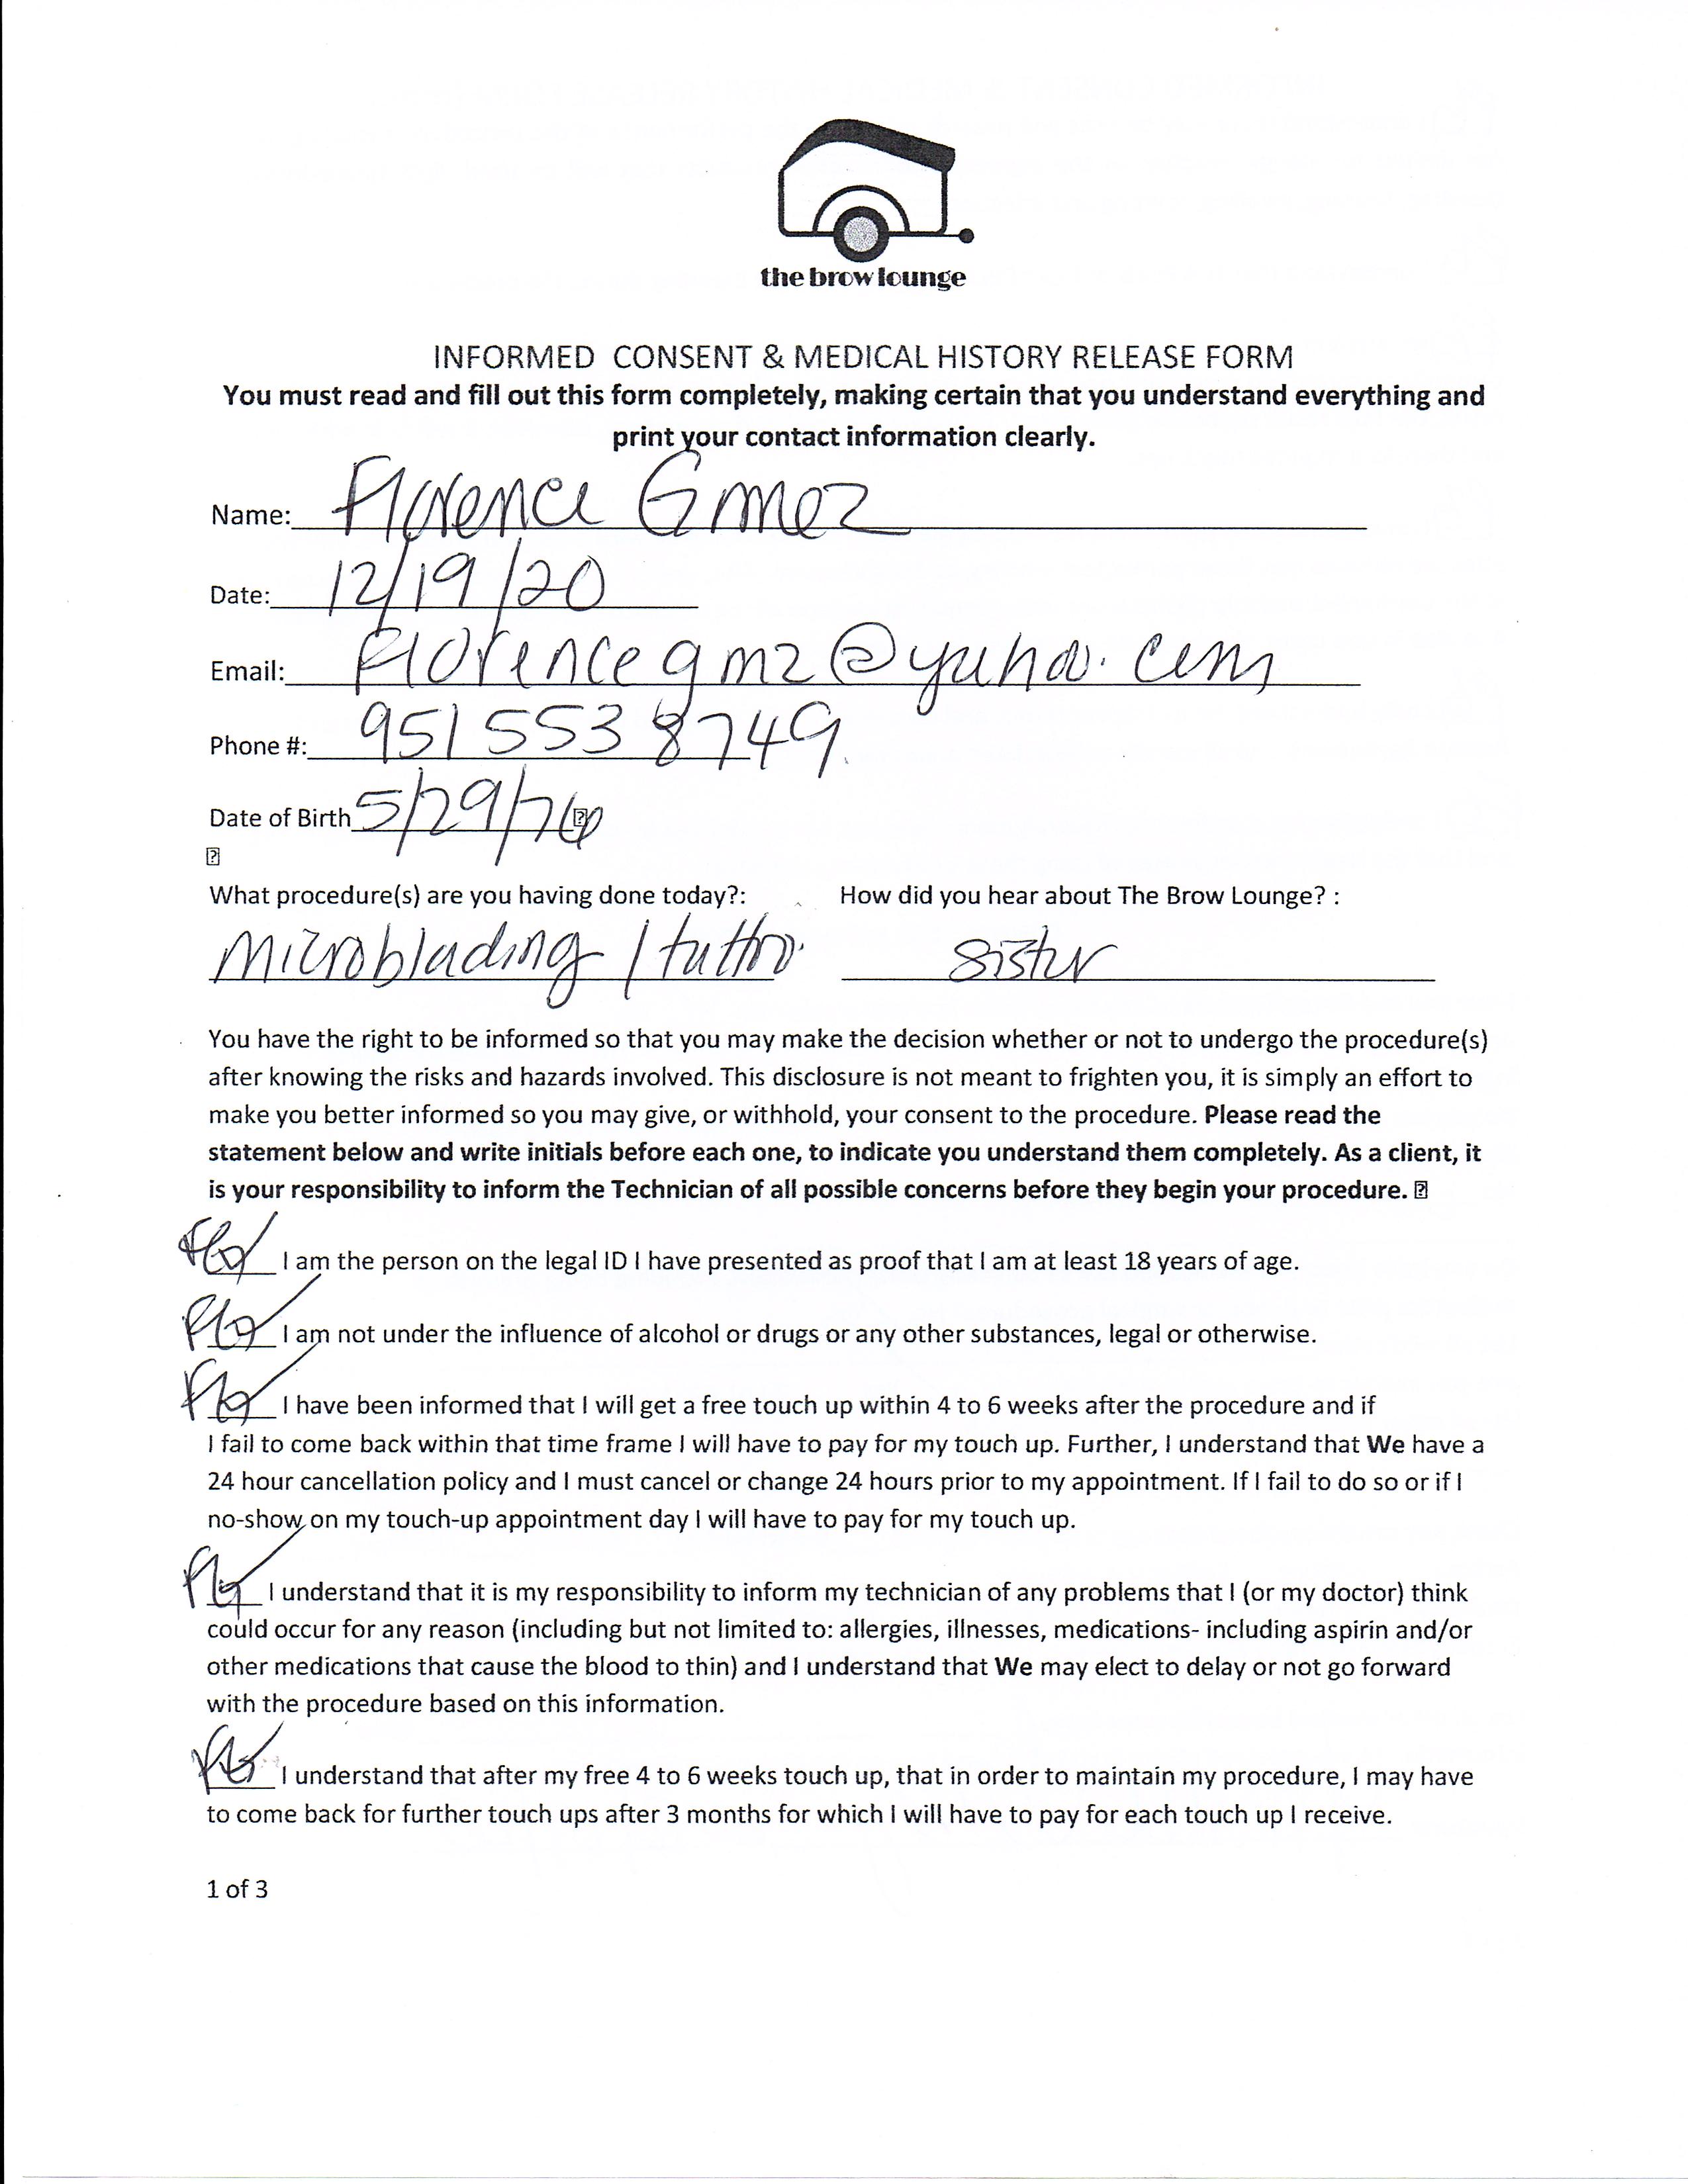 the brow lounge
INFORMED CONSENT & MEDICAL HISTORY RELEASE FORM
You must read and fill out this form completely, making certain that you understand everything and
print your contact information clearly.
Name: Florence Gmez
Date: 12/19/20
Email: Florencegmz@yahoo.com
Phone #: 951 553 8749
Date of Birth 5/29/76
What procedure(s) are you having done today?: How did you hear about The Brow Lounge? :
Microblading / tattoo. Sister
You have the right to be informed so that you may make the decision whether or not to undergo the procedure(s)
after knowing the risks and hazards involved. This disclosure is not meant to frighten you, it is simply an effort to
make you better informed so you may give, or withhold, your consent to the procedure. Please read the
statement below and write initials before each one, to indicate you understand them completely. As a client, it
is your responsibility to inform the Technician of all possible concerns before they begin your procedure.
I am the person on the legal ID I have presented as proof that I am at least 18 years of age.
I am not under the influence of alcohol or drugs or any other substances, legal or otherwise.
I have been informed that I will get a free touch up within 4 to 6 weeks after the procedure and if
I fail to come back within that time frame I will have to pay for my touch up. Further, I understand that We have a
24 hour cancellation policy and I must cancel or change 24 hours prior to my appointment. If I fail to do so or if I
no-show on my touch-up appointment day I will have to pay for my touch up.
I understand that it is my responsibility to inform my technician of any problems that I (or my doctor) think
could occur for any reason (including but not limited to: allergies, illnesses, medications- including aspirin and/or
other medications that cause the blood to thin) and I understand that We may elect to delay or not go forward
with the procedure based on this information.
I understand that after my free 4 to 6 weeks touch up, that in order to maintain my procedure, I may have
to come back for further touch ups after 3 months for which I will have to pay for each touch up I receive.
1 of 3